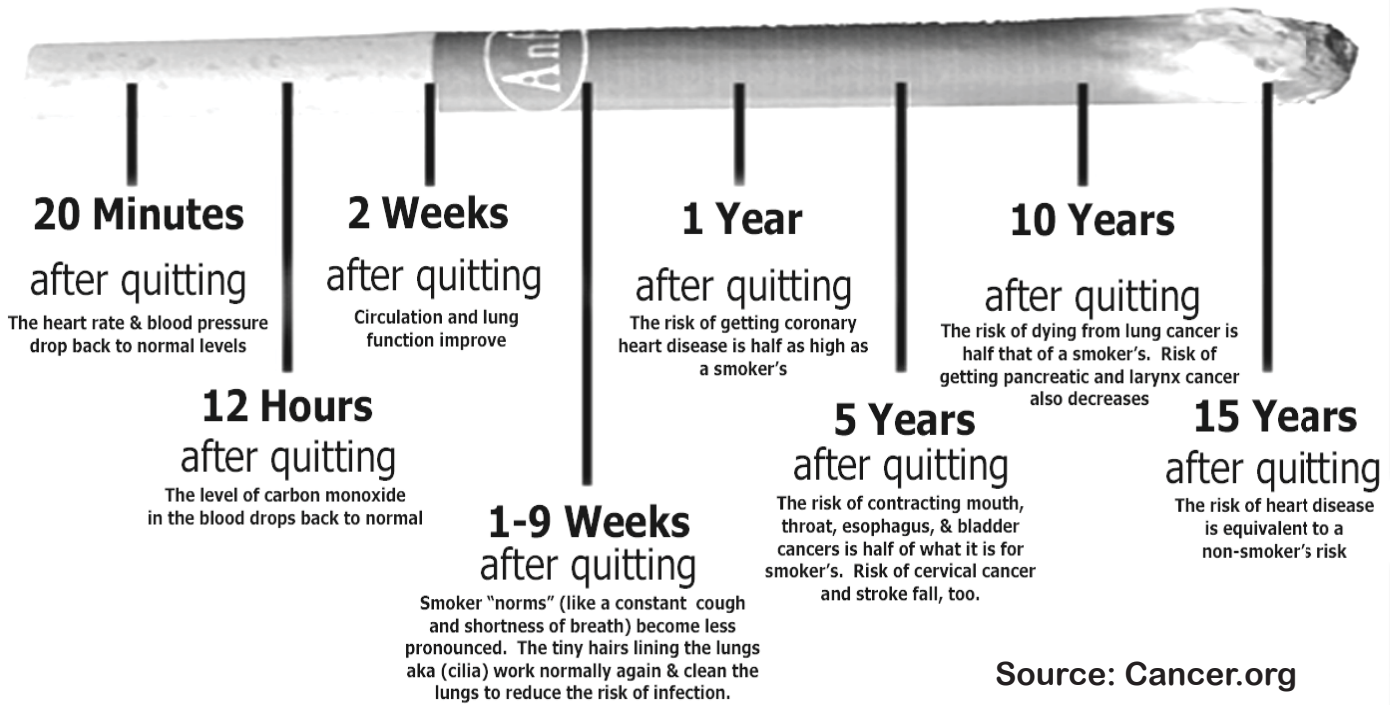 Anf
20 Minutes
after quitting
The heart rate & blood pressure
drop back to normal levels
12 Hours
after quitting
The level of carbon monoxide
in the blood drops back to normal
2 Weeks
after quitting
Circulation and lung
function improve
1-9 Weeks
after quitting
Smoker “norms” (like a constant cough
and shortness of breath) become less
pronounced. The tiny hairs lining the lungs
aka (cilia) work normally again & clean the
lungs to reduce the risk of infection.
1 Year
after quitting
The risk of getting coronary
heart disease is half as high as
a smoker’s
5 Years
after quitting
The risk of contracting mouth,
throat, esophagus, & bladder
cancers is half of what it is for
smoker’s. Risk of cervical cancer
and stroke fall, too.
10 Years
after quitting
The risk of dying from lung cancer is
half that of a smoker’s. Risk of
getting pancreatic and larynx cancer
also decreases
15 Years
after quitting
The risk of heart disease
is equivalent to a
non-smoker’s risk
Source: Cancer.org